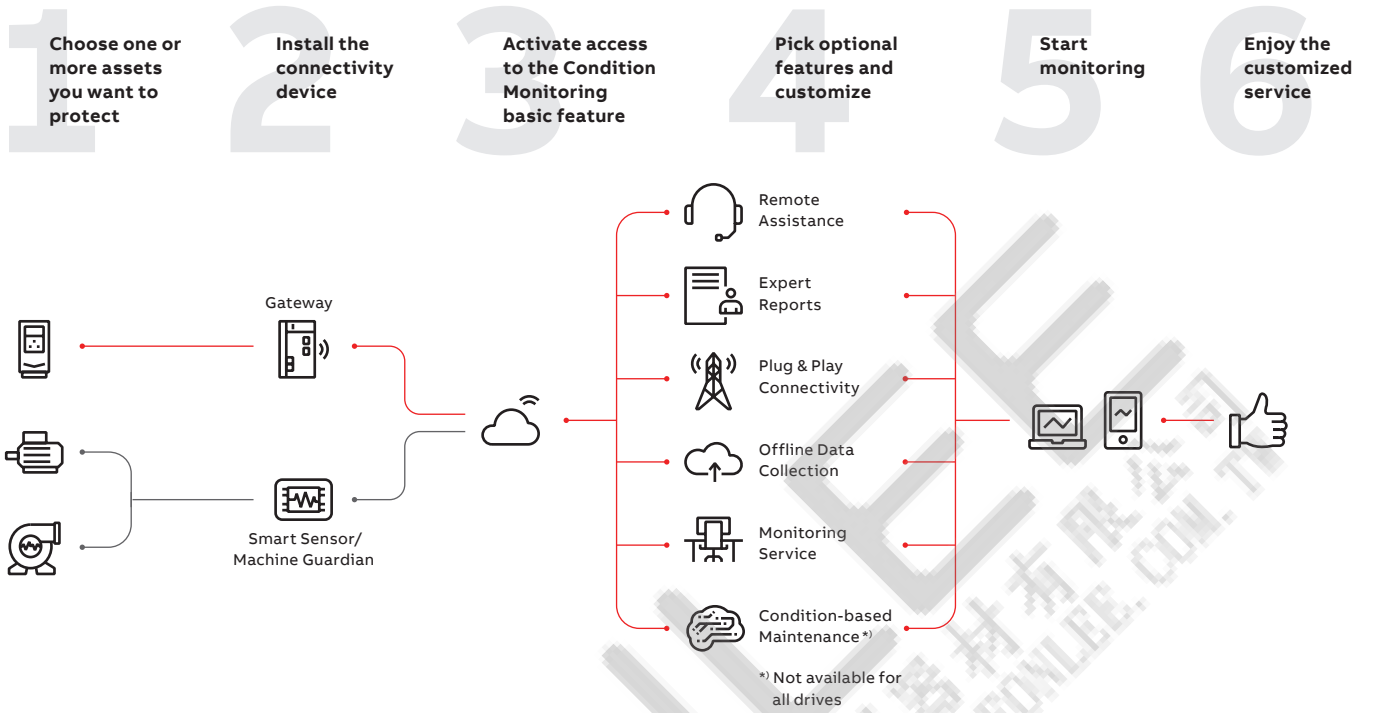 1
Choose one or
more assets
you want to
protect
2
Install the
connectivity
device
3
Activate access
to the Condition
Monitoring
basic feature
4
Pick optional
features and
customize
5
Start
monitoring
6
Enjoy the
customized
service
Gateway
Smart Sensor/
Machine Guardian
Remote
Assistance
Expert
Reports
Plug & Play
Connectivity
Offline Data
Collection
Monitoring
Service
Condition-based
Maintenance *)
*) Not available for
all drives